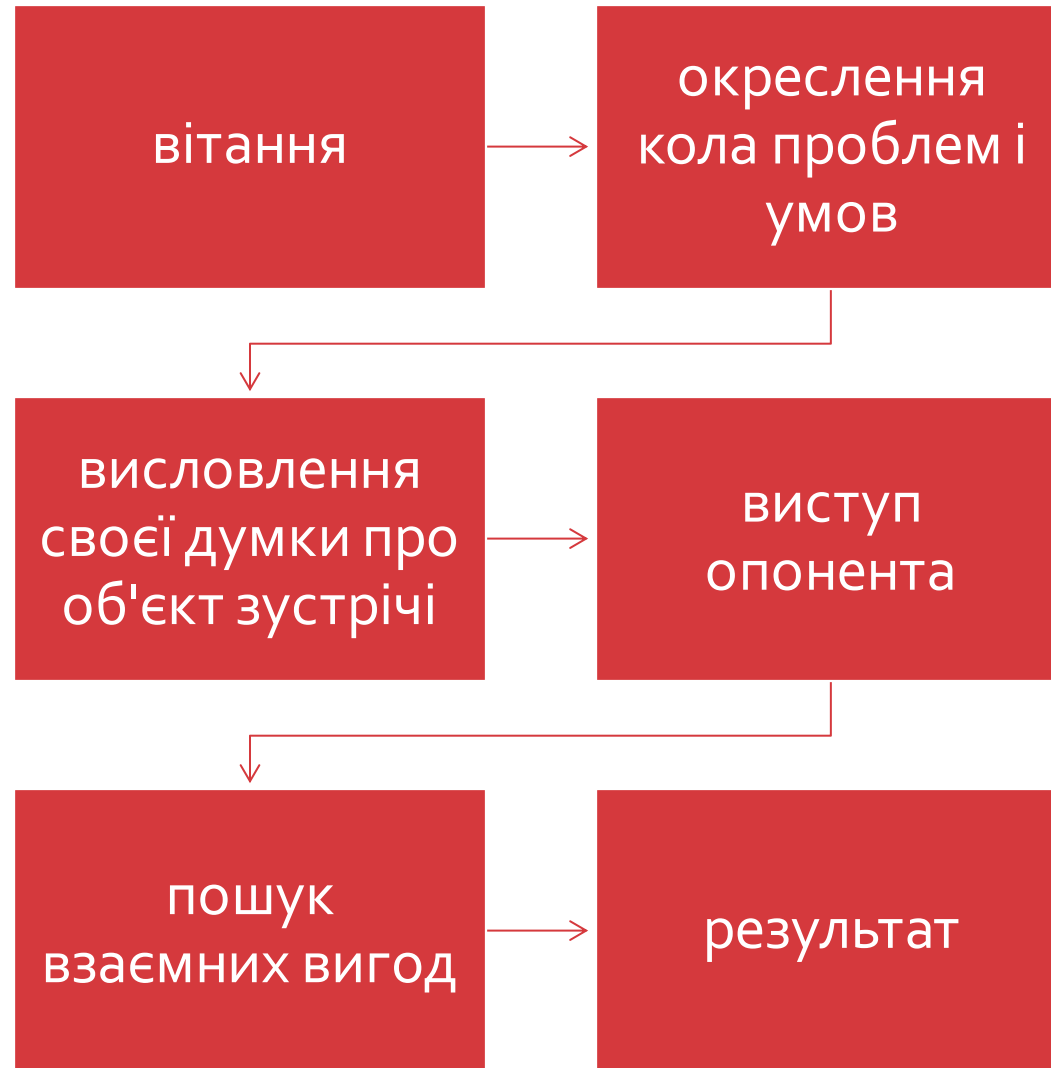 вітання
окреслення
кола проблем і
умов
висловлення
своєї думки про
об'єкт зустрічі
виступ
опонента
пошук
взаємних вигод
результат